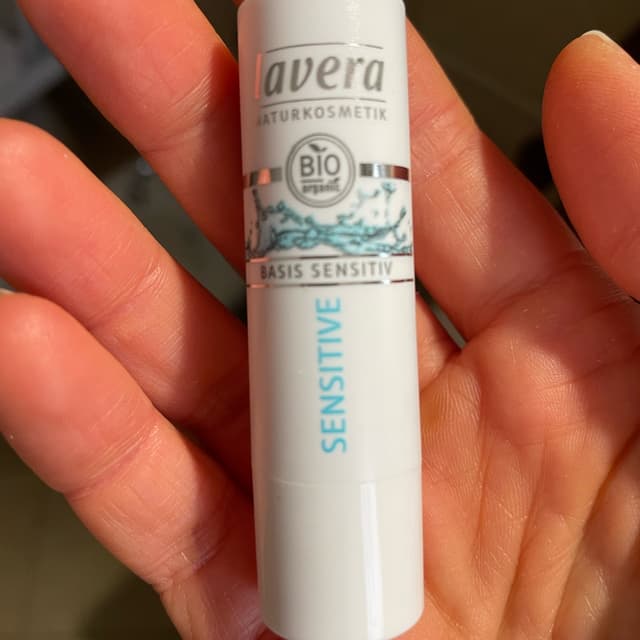 lavera
NATURKOSMETIK
BIO
organic
BASIS SENSITIV
SENSITIVE